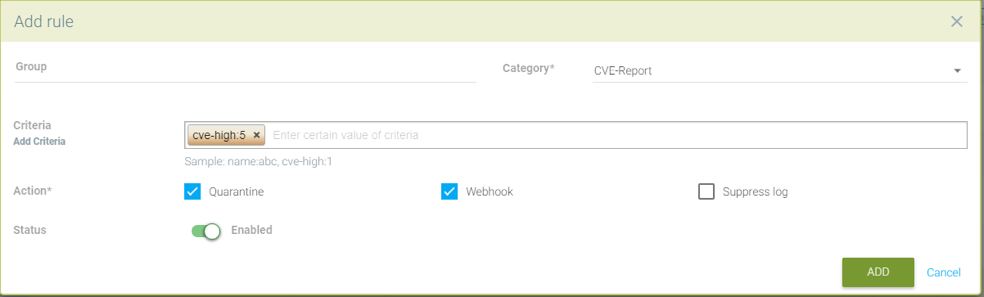 Add rule
Group
Category*
CVE-Report
Criteria
Add Criteria
cve-high:5 × Enter certain value of criteria
Sample: name:abc, cve-high:1
Action*
Quarantine
Webhook
Suppress log
Status
Enabled
ADD
Cancel